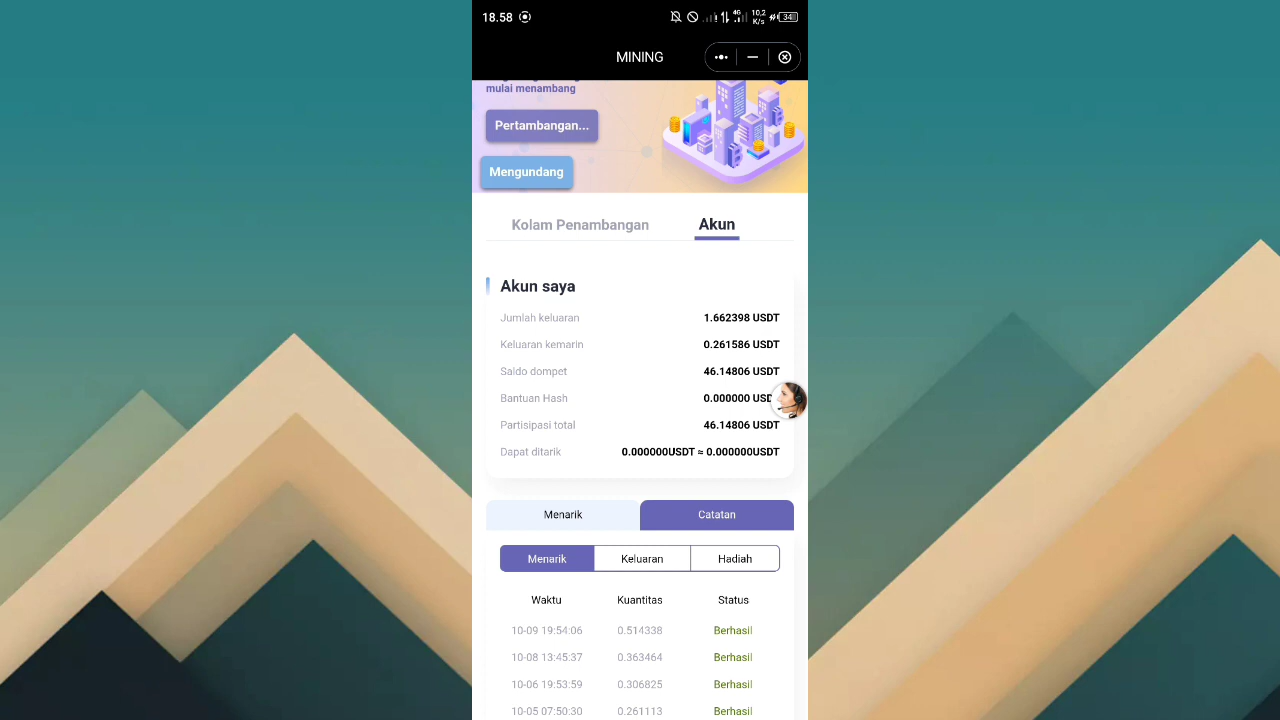 18.58
4G 10,2 K/s 34
MINING
mulai menambang
Pertambangan...
Mengundang
Kolam Penambangan Akun
Akun saya
Jumlah keluaran 1.662398 USDT
Keluaran kemarin 0.261586 USDT
Saldo dompet 46.14806 USDT
Bantuan Hash 0.000000 USD
Partisipasi total 46.14806 USDT
Dapat ditarik 0.000000USDT ≈ 0.000000USDT
Menarik Catatan
Menarik Keluaran Hadiah
Waktu Kuantitas Status
10-09 19:54:06 0.514338 Berhasil
10-08 13:45:37 0.363464 Berhasil
10-06 19:53:59 0.306825 Berhasil
10-05 07:50:30 0.261113 Berhasil